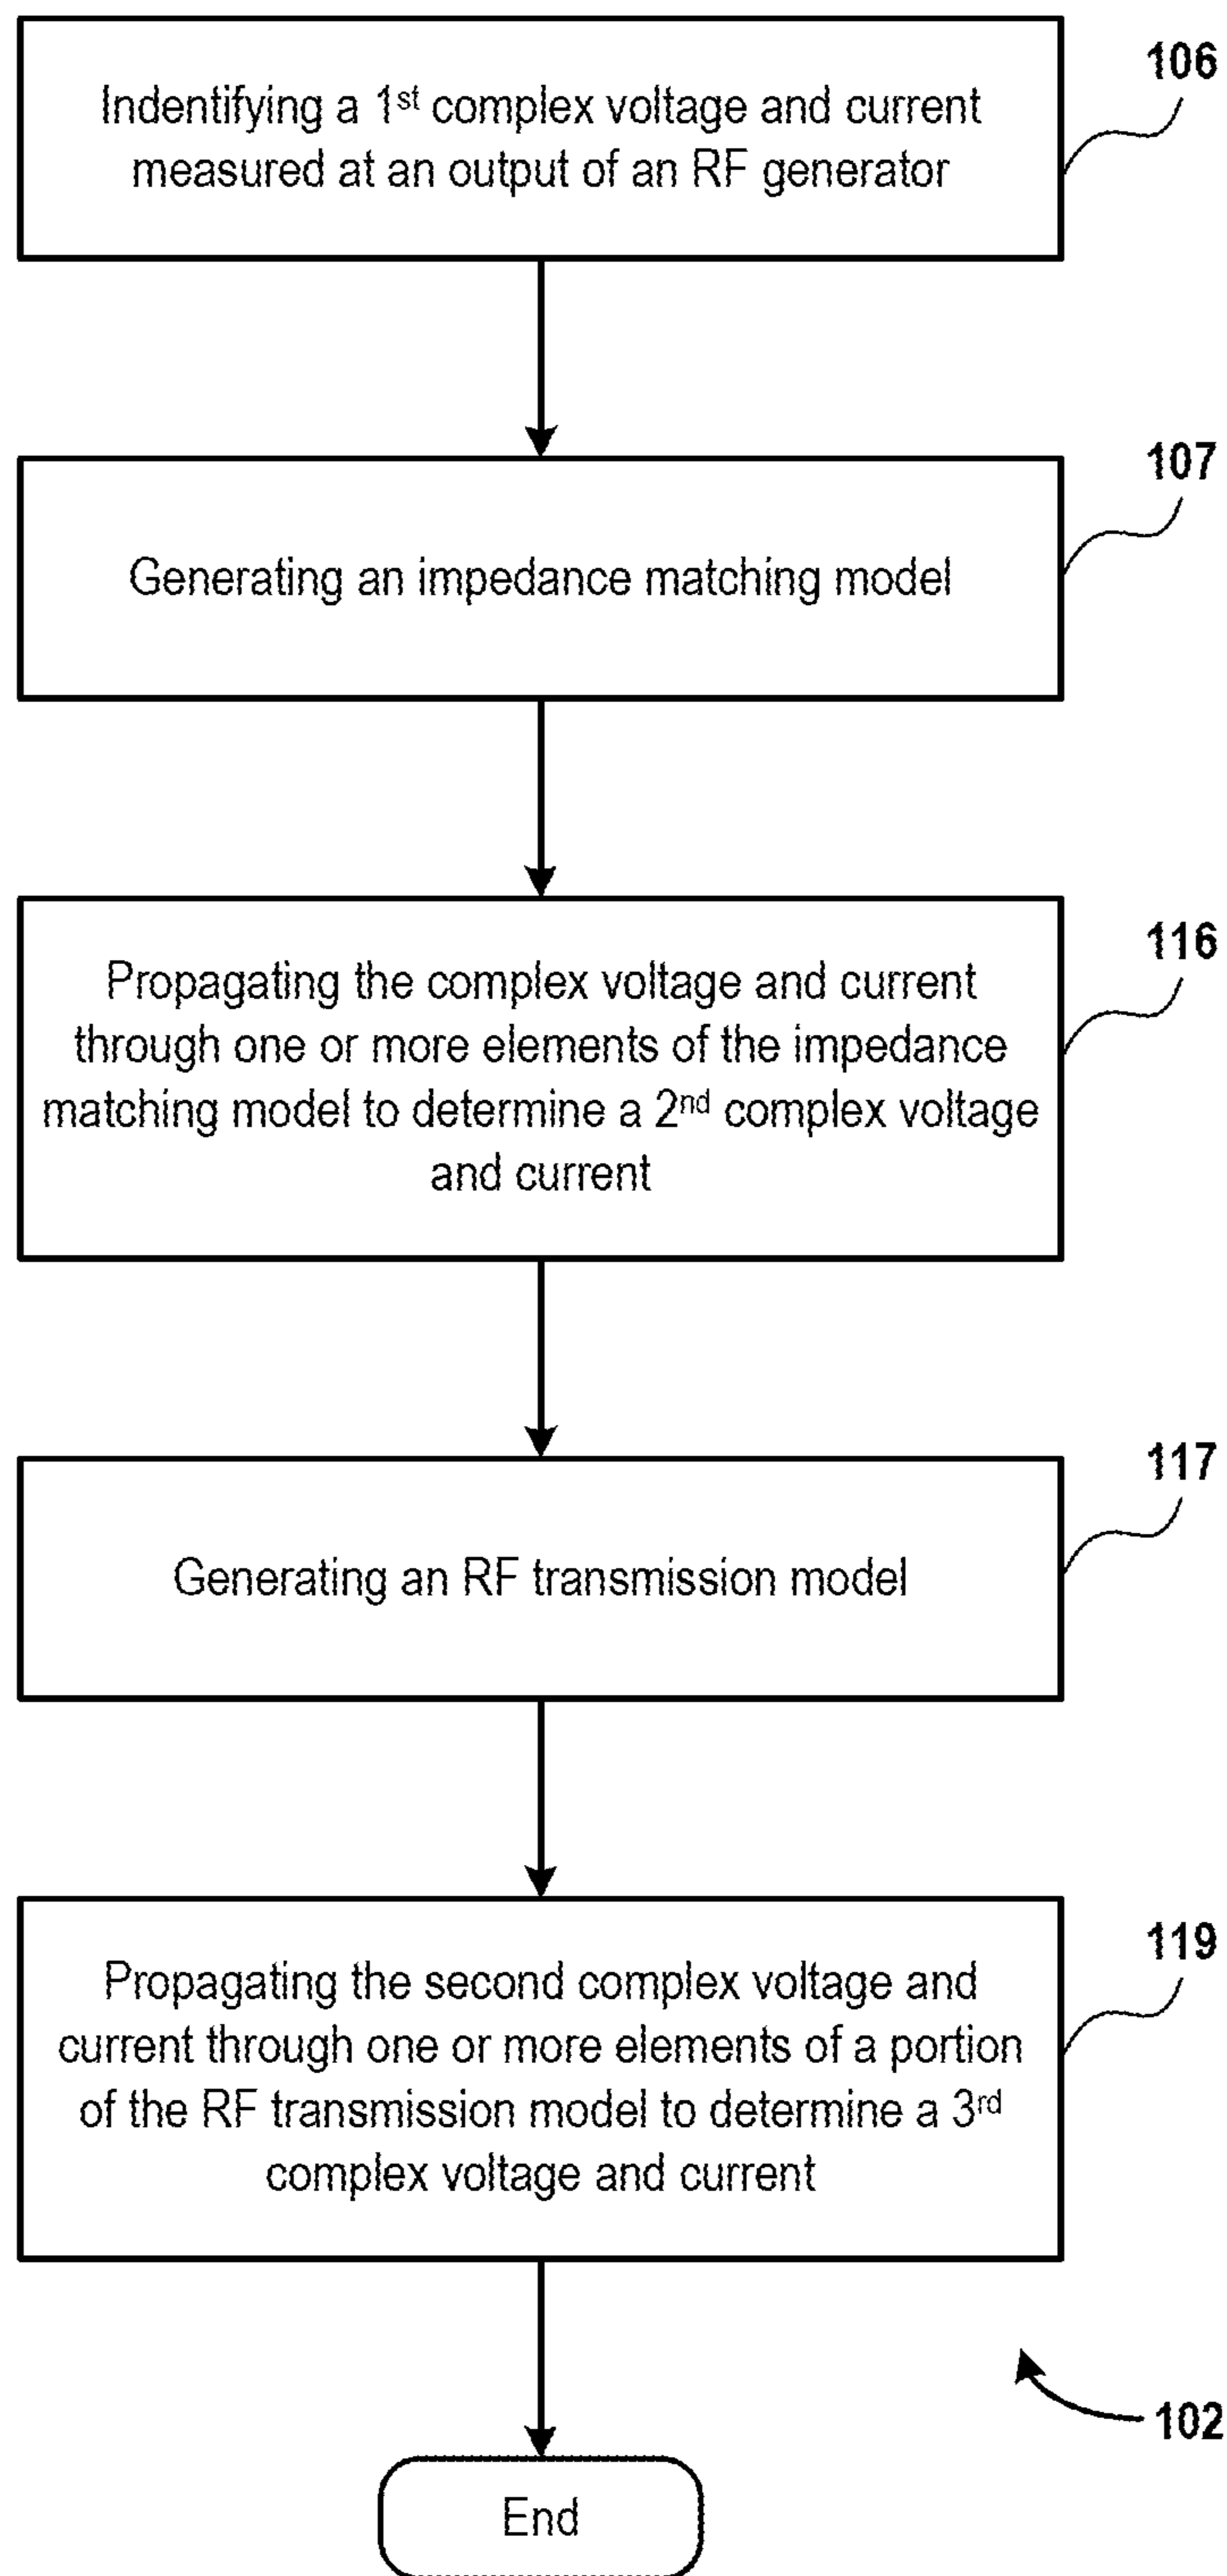 Indentifying a 1st complex voltage and current
measured at an output of an RF generator
106
Generating an impedance matching model
107
Propagating the complex voltage and current
through one or more elements of the impedance
matching model to determine a 2nd complex voltage
and current
116
Generating an RF transmission model
117
Propagating the second complex voltage and
current through one or more elements of a portion
of the RF transmission model to determine a 3rd
complex voltage and current
119
102
End